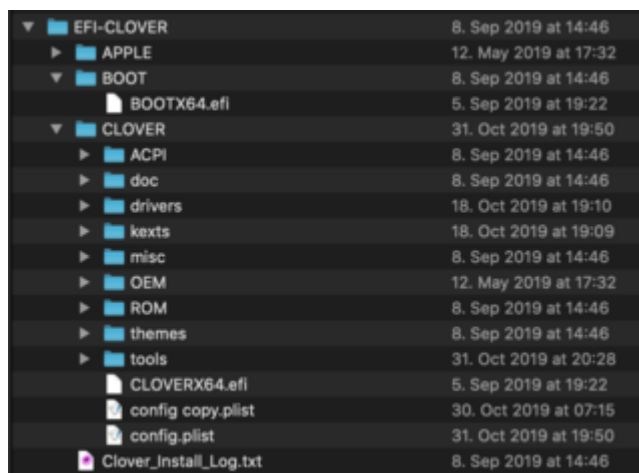 EFI-CLOVER 8. Sep 2019 at 14:46
APPLE 12. May 2019 at 17:32
BOOT 8. Sep 2019 at 14:46
BOOTX64.efi 5. Sep 2019 at 19:22
CLOVER 31. Oct 2019 at 19:50
ACPI 8. Sep 2019 at 14:46
doc 8. Sep 2019 at 14:46
drivers 18. Oct 2019 at 19:10
kexts 18. Oct 2019 at 19:09
misc 8. Sep 2019 at 14:46
OEM 12. May 2019 at 17:32
ROM 8. Sep 2019 at 14:46
themes 8. Sep 2019 at 14:46
tools 31. Oct 2019 at 20:28
CLOVERX64.efi 5. Sep 2019 at 19:22
config copy.plist 30. Oct 2019 at 07:15
config.plist 31. Oct 2019 at 19:50
Clover_Install_Log.txt 8. Sep 2019 at 14:46